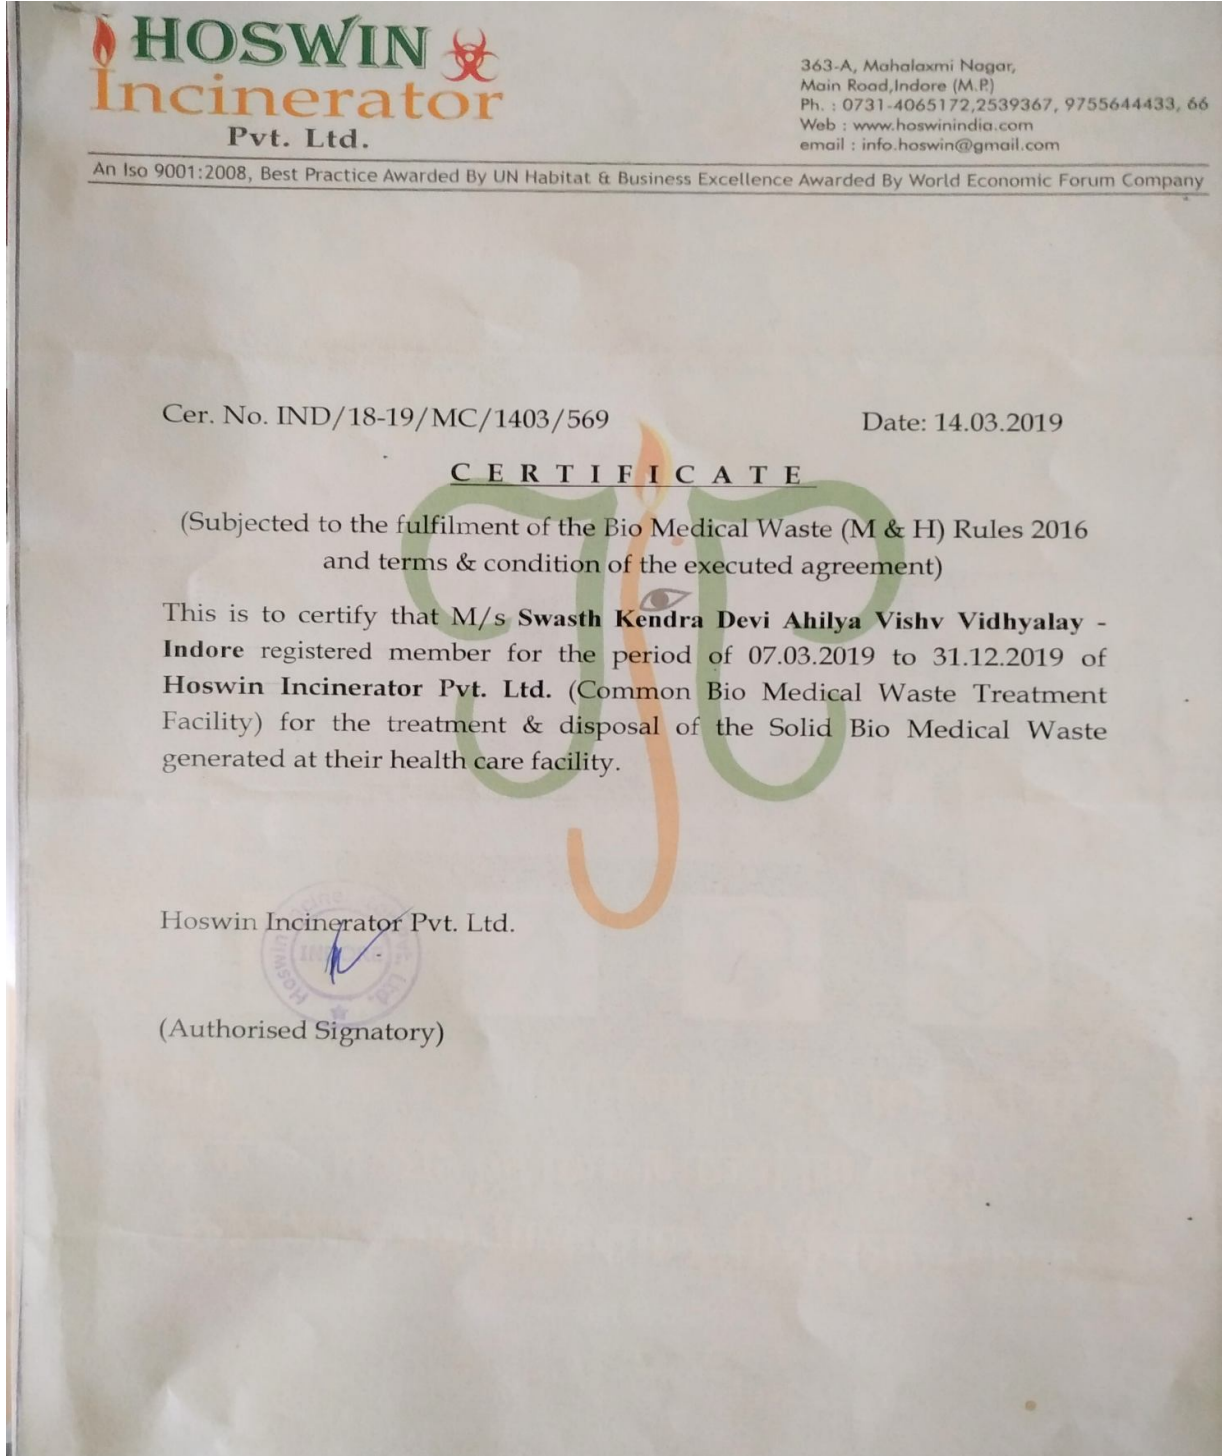 HOSWIN
Incinerator
Pvt. Ltd.
363-A, Mahalaxmi Nagar,
Main Road,Indore (M.P.)
Ph. : 0731-4065172,2539367, 9755644433, 66
Web : www.hoswinindia.com
email : info.hoswin@gmail.com
An Iso 9001:2008, Best Practice Awarded By UN Habitat & Business Excellence Awarded By World Economic Forum Company
Cer. No. IND/18-19/MC/1403/569 Date: 14.03.2019
CERTIFICATE
(Subjected to the fulfilment of the Bio Medical Waste (M & H) Rules 2016
and terms & condition of the executed agreement)
This is to certify that M/s Swasth Kendra Devi Ahilya Vishv Vidhyalay -
Indore registered member for the period of 07.03.2019 to 31.12.2019 of
Hoswin Incinerator Pvt. Ltd. (Common Bio Medical Waste Treatment
Facility) for the treatment & disposal of the Solid Bio Medical Waste
generated at their health care facility.
Hoswin Incinerator Pvt. Ltd.
(Authorised Signatory)